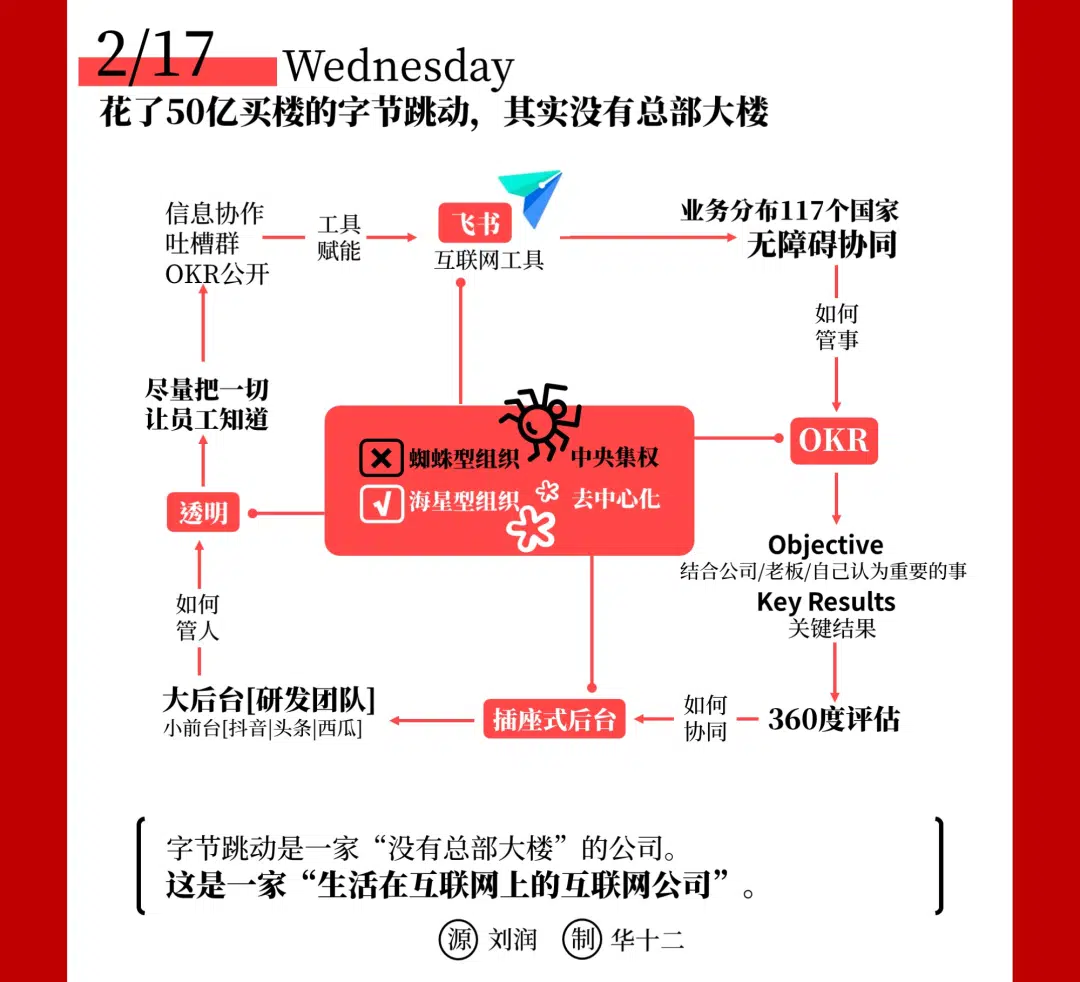 2/17
Wednesday
花了50亿买楼的字节跳动，其实没有总部大楼
信息协作
吐槽群
OKR公开
工具
赋能
飞书
互联网工具
业务分布117个国家
无障碍协同
如何
管事
OKR
Objective
结合公司/老板/自己认为重要的事
Key Results
关键结果
360度评估
如何
协同
插座式后台
大后台[研发团队]
小前台[抖音|头条|西瓜]
如何
管人
透明
尽量把一切
让员工知道
蜘蛛型组织 中央集权
海星型组织 去中心化
字节跳动是一家“没有总部大楼”的公司。
这是一家“生活在互联网上的互联网公司”。
源 刘润 制 华十二